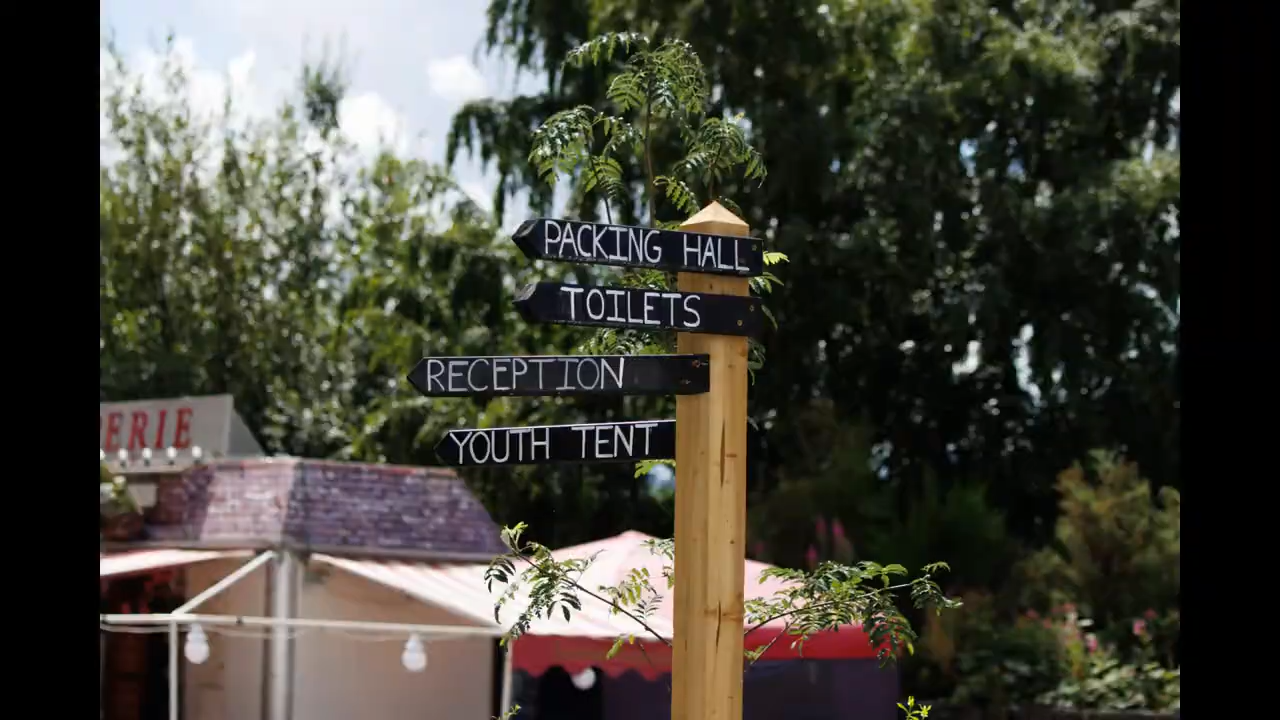 PACKING HALL
TOILETS
RECEPTION
YOUTH TENT
ERIE